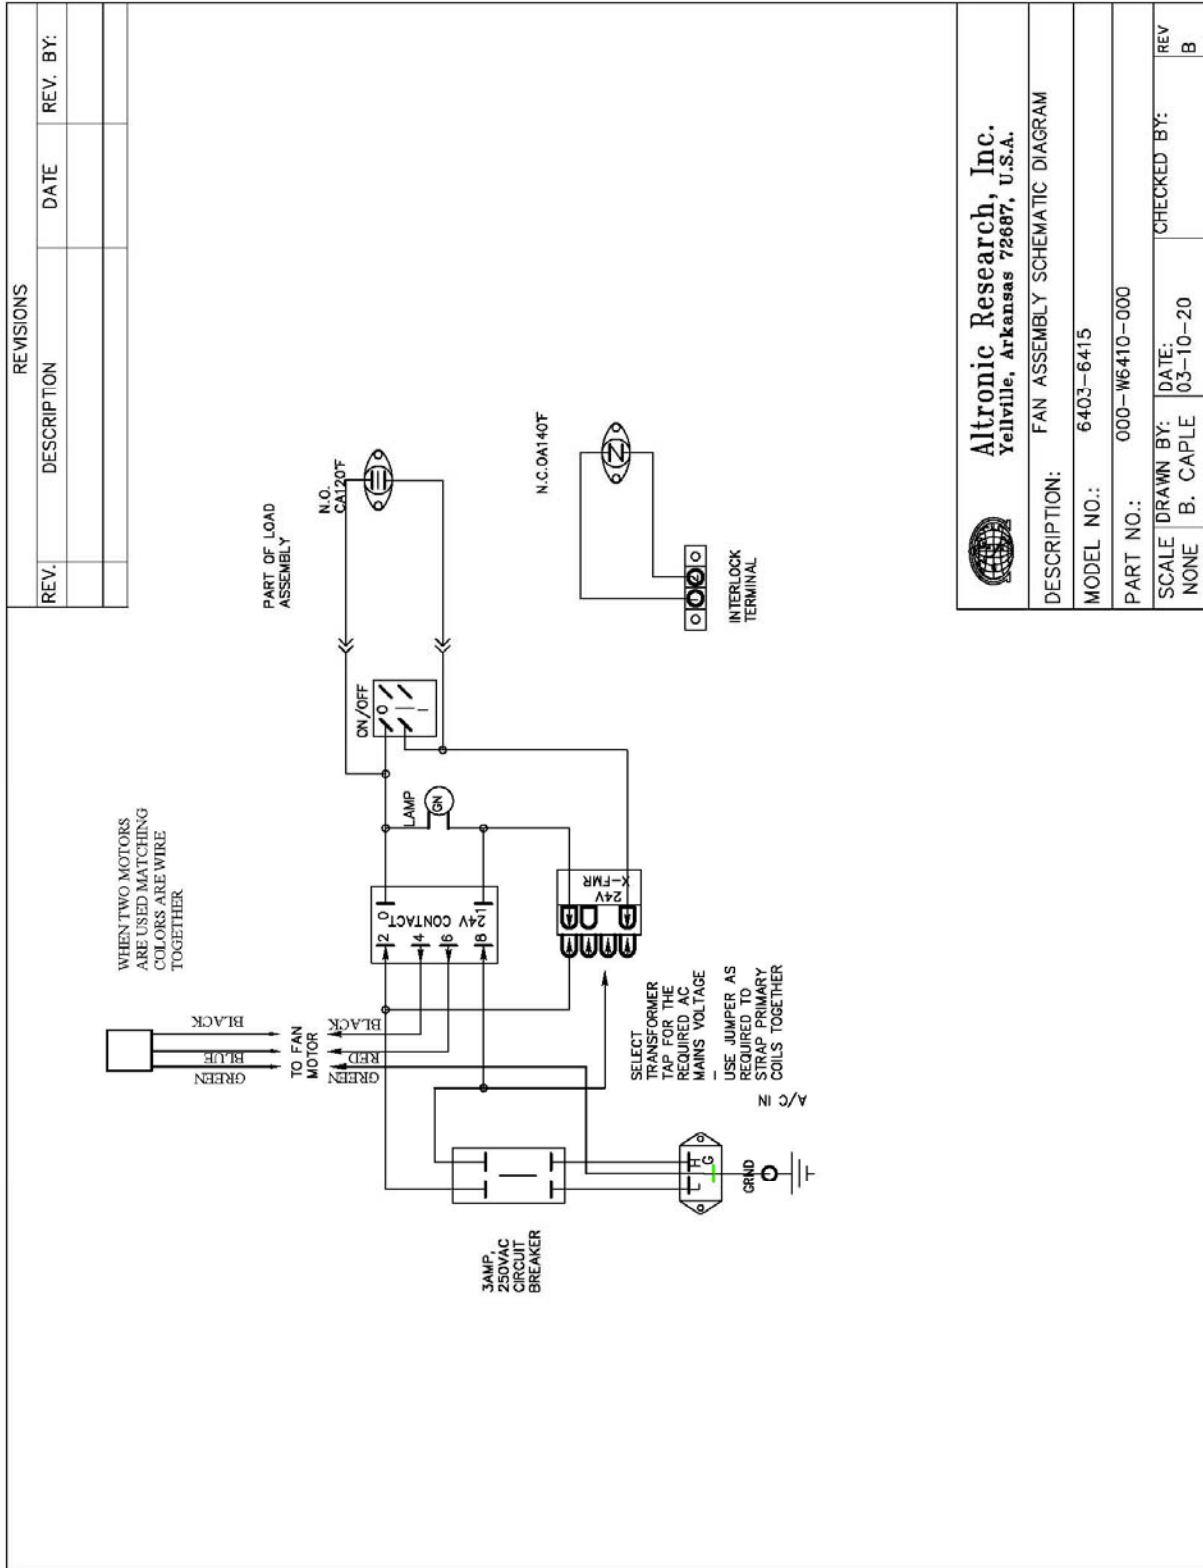 REVISIONS
REV.
DESCRIPTION
DATE
REV. BY:
WHEN TWO MOTORS
ARE USED MATCHING
COLORS ARE WIRE
TOGETHER
BLACK
BLUE
GREEN
TO FAN
MOTOR
BLACK
RED
GREEN
PART OF LOAD
ASSEMBLY
N.O.
CA120°F
ON/OFF
0
|
LAMP
GN
24V CONTACT
0
1
2
4
6
8
24V
X-FMR
N.C.OA140°F
1
2
INTERLOCK
TERMINAL
SELECT
TRANSFORMER
TAP FOR THE
REQUIRED AC
MAINS VOLTAGE
–
USE JUMPER AS
REQUIRED TO
STRAP PRIMARY
COILS TOGETHER
A/C IN
3AMP,
250VAC
CIRCUIT
BREAKER
L
H
G
GRND
Altronic Research, Inc.
Yellville, Arkansas 72687, U.S.A.
DESCRIPTION:
FAN ASSEMBLY SCHEMATIC DIAGRAM
MODEL NO.:
6403-6415
PART NO.:
000-W6410-000
SCALE
NONE
DRAWN BY:
B. CAPLE
DATE:
03-10-20
CHECKED BY:
REV
B